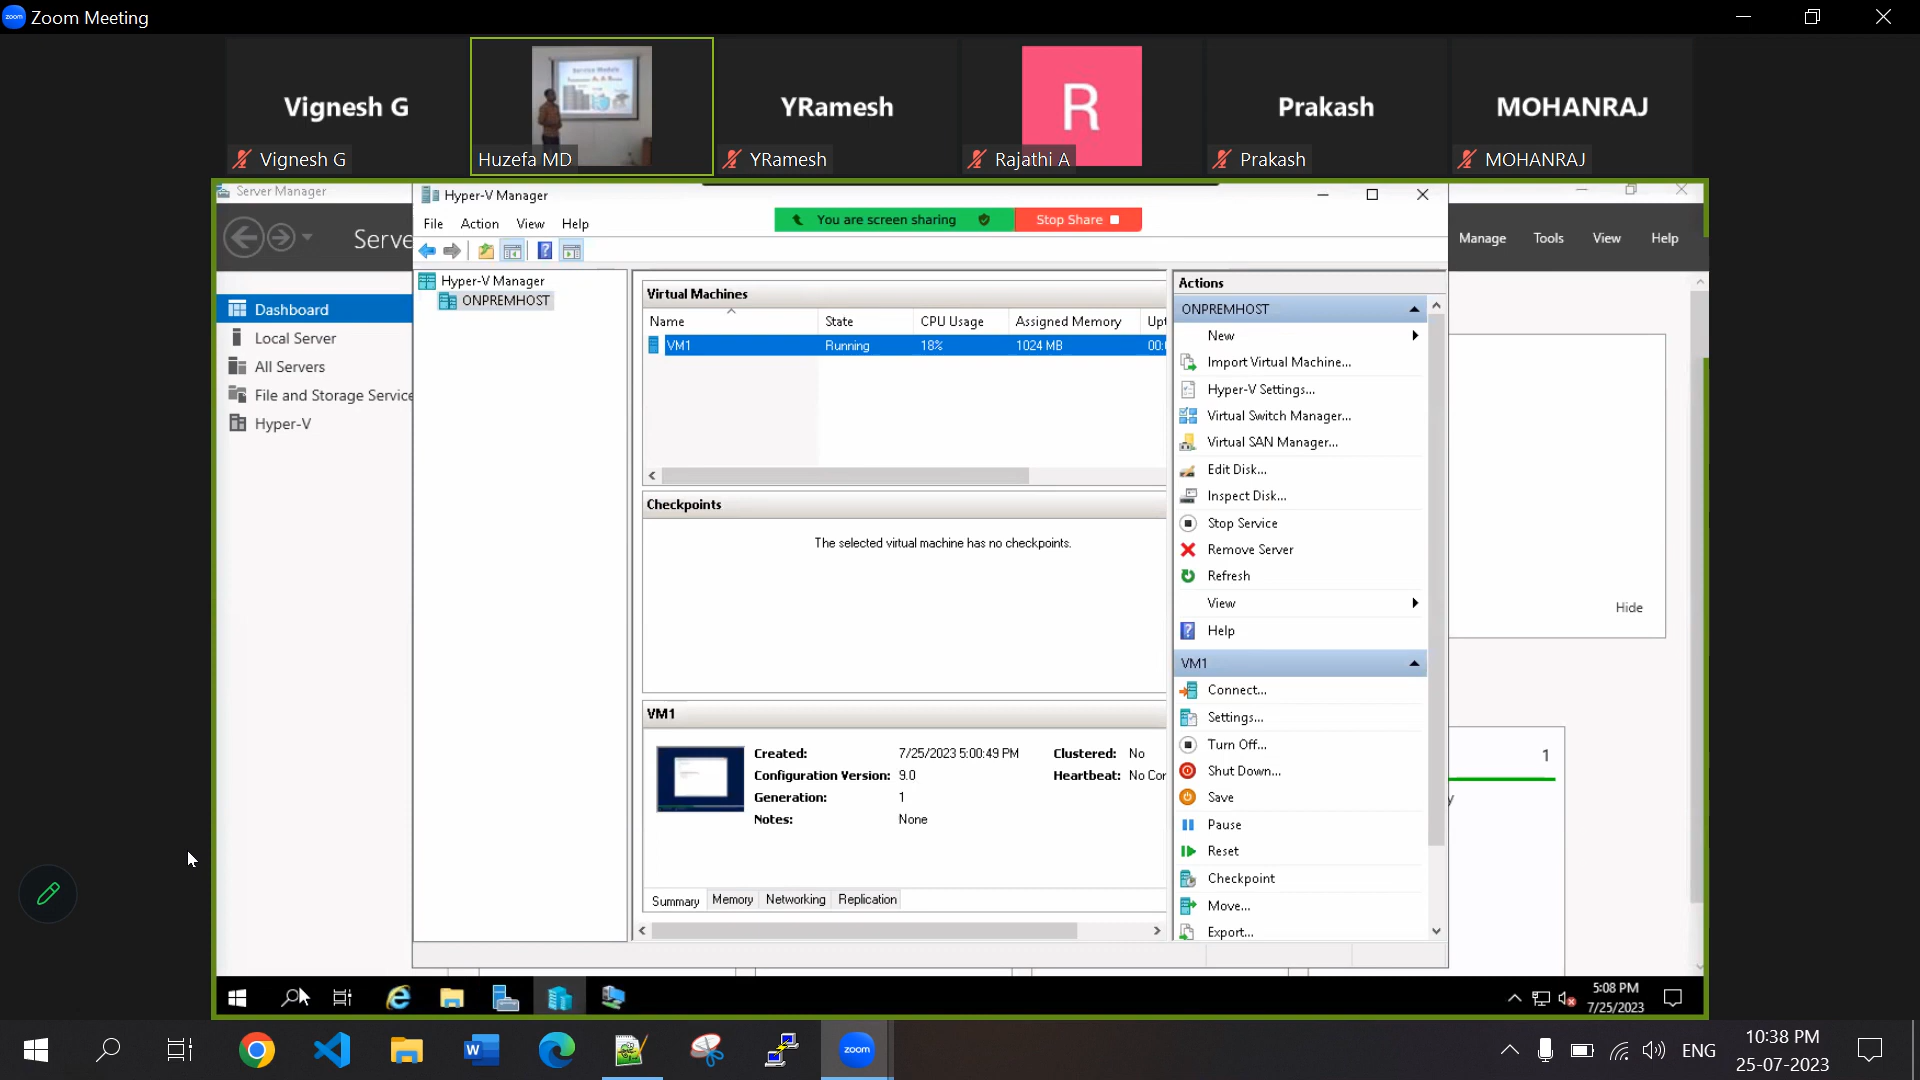 zoom Zoom Meeting
Vignesh G
YRamesh
R
Prakash
MOHANRAJ
Vignesh G
Huzefa MD
YRamesh
Rajathi A
Prakash
MOHANRAJ
Service Models
Server Manager
Hyper-V Manager
You are screen sharing
Stop Share
File Action View Help
Serve
Manage Tools View Help
Dashboard
Local Server
All Servers
File and Storage Service
Hyper-V
Hyper-V Manager
ONPREMHOST
Virtual Machines
Name State CPU Usage Assigned Memory Upt
VM1 Running 18% 1024 MB 00:
Checkpoints
The selected virtual machine has no checkpoints.
VM1
Created: 7/25/2023 5:00:49 PM Clustered: No
Configuration Version: 9.0 Heartbeat: No Cor
Generation: 1
Notes: None
Summary Memory Networking Replication
Actions
ONPREMHOST
New
Import Virtual Machine...
Hyper-V Settings...
Virtual Switch Manager...
Virtual SAN Manager...
Edit Disk...
Inspect Disk...
Stop Service
Remove Server
Refresh
View
Help
VM1
Connect...
Settings...
Turn Off...
Shut Down...
Save
Pause
Reset
Checkpoint
Move...
Export...
Hide
1
y
5:08 PM
7/25/2023
zoom
ENG
10:38 PM
25-07-2023